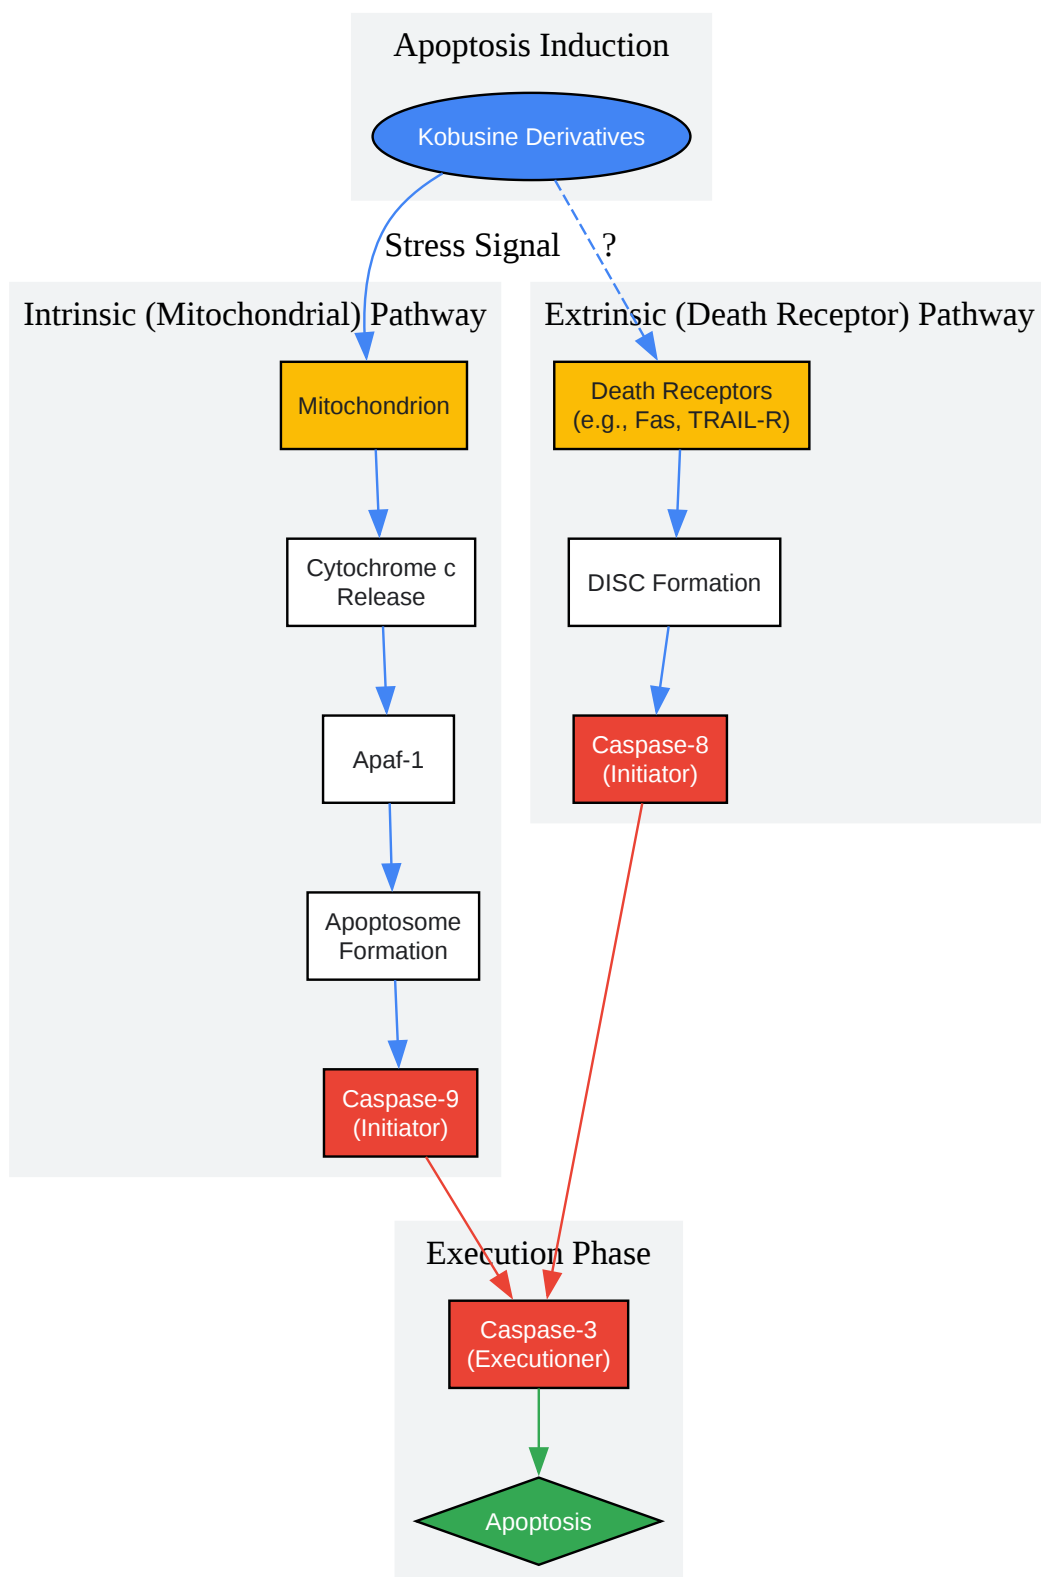 Apoptosis Induction
Kobusine Derivatives
Stress Signal
?
Intrinsic (Mitochondrial) Pathway
Extrinsic (Death Receptor) Pathway
Mitochondrion
Death Receptors
(e.g., Fas, TRAIL-R)
Cytochrome c
Release
DISC Formation
Apaf-1
Caspase-8
(Initiator)
Apoptosome
Formation
Caspase-9
(Initiator)
Execution Phase
Caspase-3
(Executioner)
Apoptosis